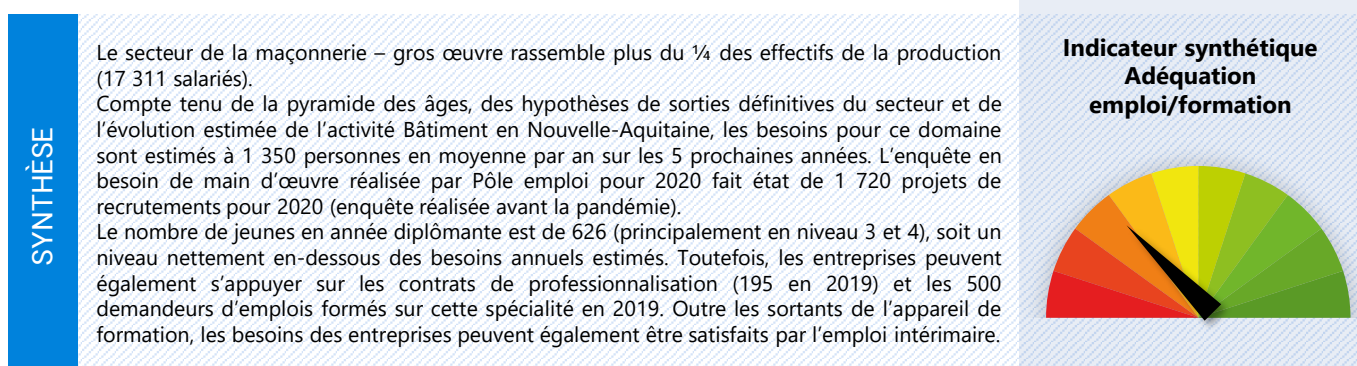 SYNTHÈSE
Le secteur de la maçonnerie – gros œuvre rassemble plus du ¼ des effectifs de la production
(17 311 salariés).
Compte tenu de la pyramide des âges, des hypothèses de sorties définitives du secteur et de
l’évolution estimée de l’activité Bâtiment en Nouvelle-Aquitaine, les besoins pour ce domaine
sont estimés à 1 350 personnes en moyenne par an sur les 5 prochaines années. L’enquête en
besoin de main d’œuvre réalisée par Pôle emploi pour 2020 fait état de 1 720 projets de
recrutements pour 2020 (enquête réalisée avant la pandémie).
Le nombre de jeunes en année diplômante est de 626 (principalement en niveau 3 et 4), soit un
niveau nettement en-dessous des besoins annuels estimés. Toutefois, les entreprises peuvent
également s’appuyer sur les contrats de professionnalisation (195 en 2019) et les 500
demandeurs d’emplois formés sur cette spécialité en 2019. Outre les sortants de l’appareil de
formation, les besoins des entreprises peuvent également être satisfaits par l’emploi intérimaire.
Indicateur synthétique
Adéquation
emploi/formation